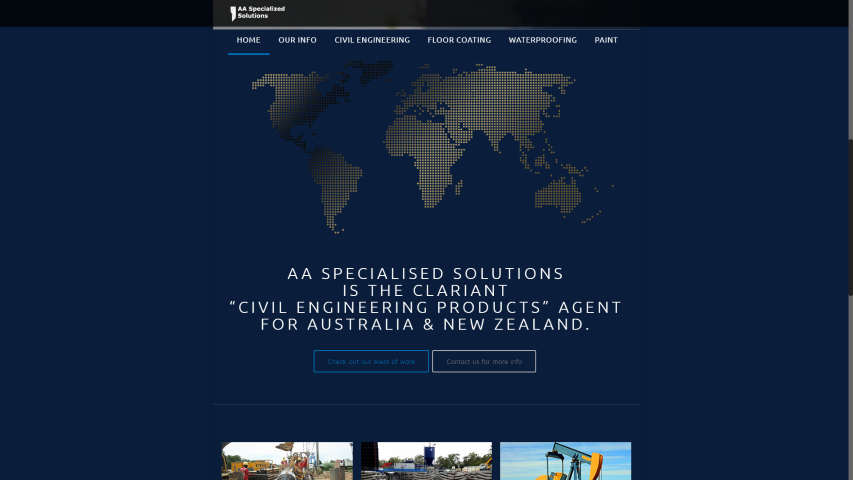 AA Specialized
Solutions
HOME OUR INFO CIVIL ENGINEERING FLOOR COATING WATERPROOFING PAINT
AA SPECIALISED SOLUTIONS
IS THE CLARIANT
“CIVIL ENGINEERING PRODUCTS” AGENT
FOR AUSTRALIA & NEW ZEALAND.
Check out our areas of work Contact us for more info